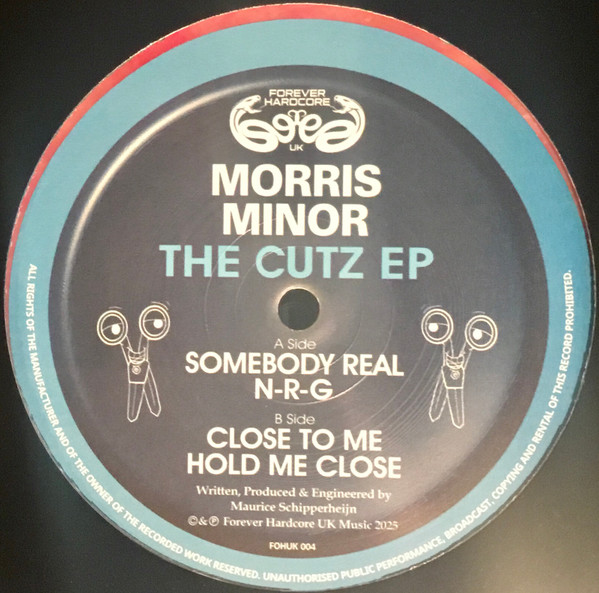 FOREVER
HARDCORE
UK
MORRIS
MINOR
THE CUTZ EP
A Side
SOMEBODY REAL
N-R-G
B Side
CLOSE TO ME
HOLD ME CLOSE
Written, Produced & Engineered by
Maurice Schipperheijn
©&℗ Forever Hardcore UK Music 2025
FOHUK 004
ALL RIGHTS OF THE MANUFACTURER AND OF THE OWNER OF THE RECORDED WORK RESERVED. UNAUTHORISED PUBLIC PERFORMANCE, BROADCAST, COPYING AND RENTAL OF THIS RECORD PROHIBITED.